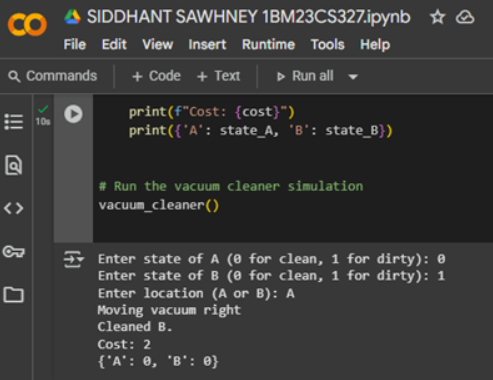 SIDDHANT SAWHNEY 1BM23CS327.ipynb
File Edit View Insert Runtime Tools Help
Commands + Code + Text Run all
10s
print(f"Cost: {cost}")
print({'A': state_A, 'B': state_B})
# Run the vacuum cleaner simulation
vacuum_cleaner()
Enter state of A (0 for clean, 1 for dirty): 0
Enter state of B (0 for clean, 1 for dirty): 1
Enter location (A or B): A
Moving vacuum right
Cleaned B.
Cost: 2
{'A': 0, 'B': 0}